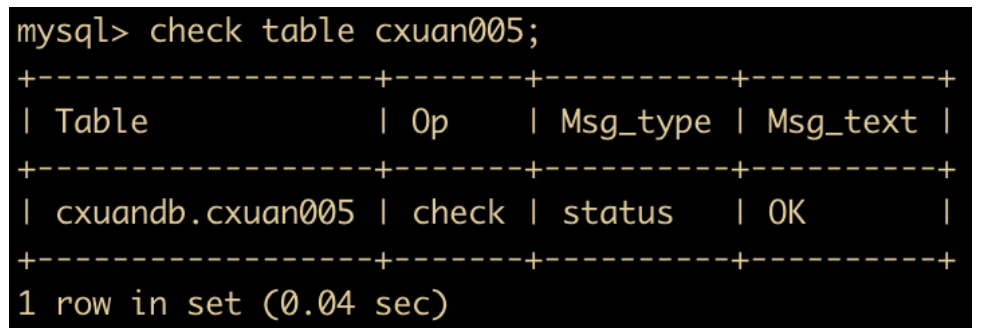 mysql> check table cxuan005;
+------------------+-------+----------+----------+
| Table            | Op    | Msg_type | Msg_text |
+------------------+-------+----------+----------+
| cxuandb.cxuan005 | check | status   | OK       |
+------------------+-------+----------+----------+
1 row in set (0.04 sec)